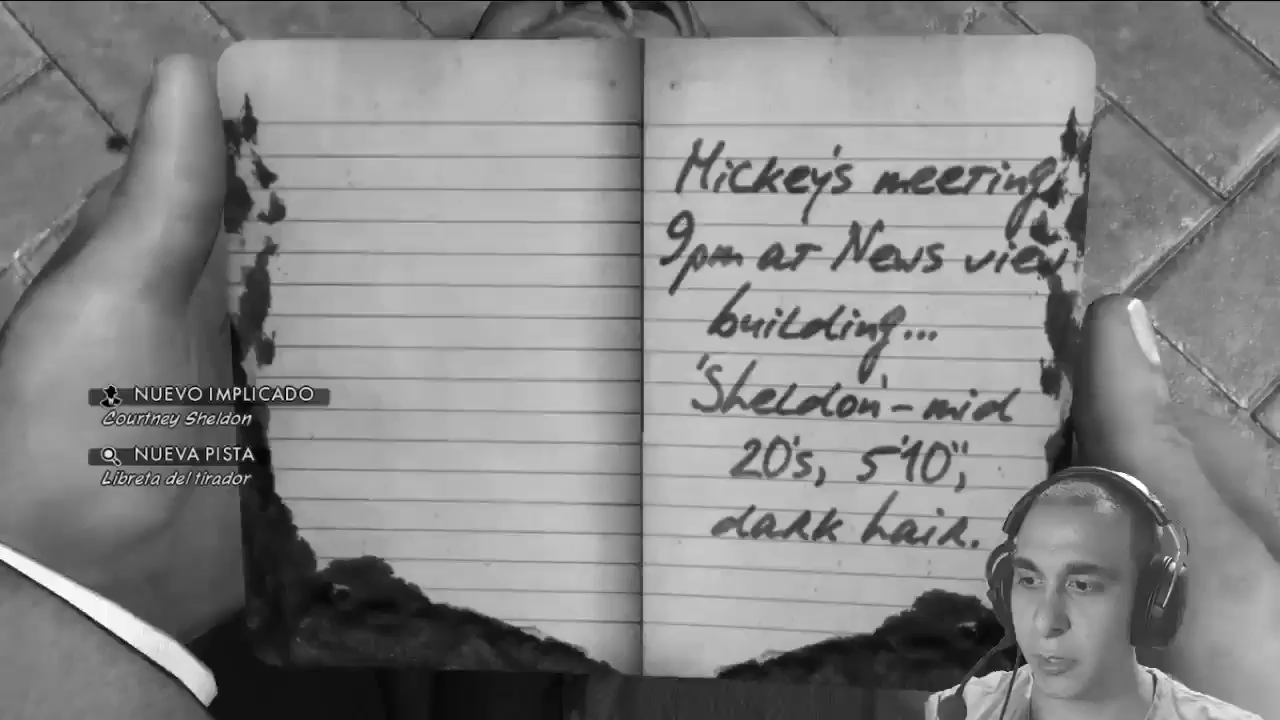 Mickey's meeting
9pm at News view
building...
'Sheldon' - mid
20's, 5'10",
dark hair.
NUEVO IMPLICADO
Courtney Sheldon
NUEVA PISTA
Libreta del tirador